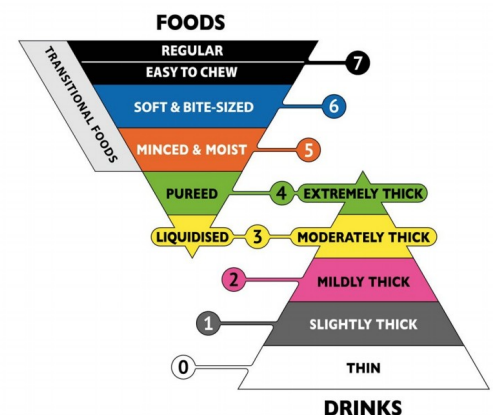 FOODS
REGULAR
EASY TO CHEW
7
TRANSITIONAL FOODS
SOFT & BITE-SIZED
6
MINCED & MOIST
5
PUREED
4
EXTREMELY THICK
LIQUIDISED
3
MODERATELY THICK
2
MILDLY THICK
1
SLIGHTLY THICK
0
THIN
DRINKS